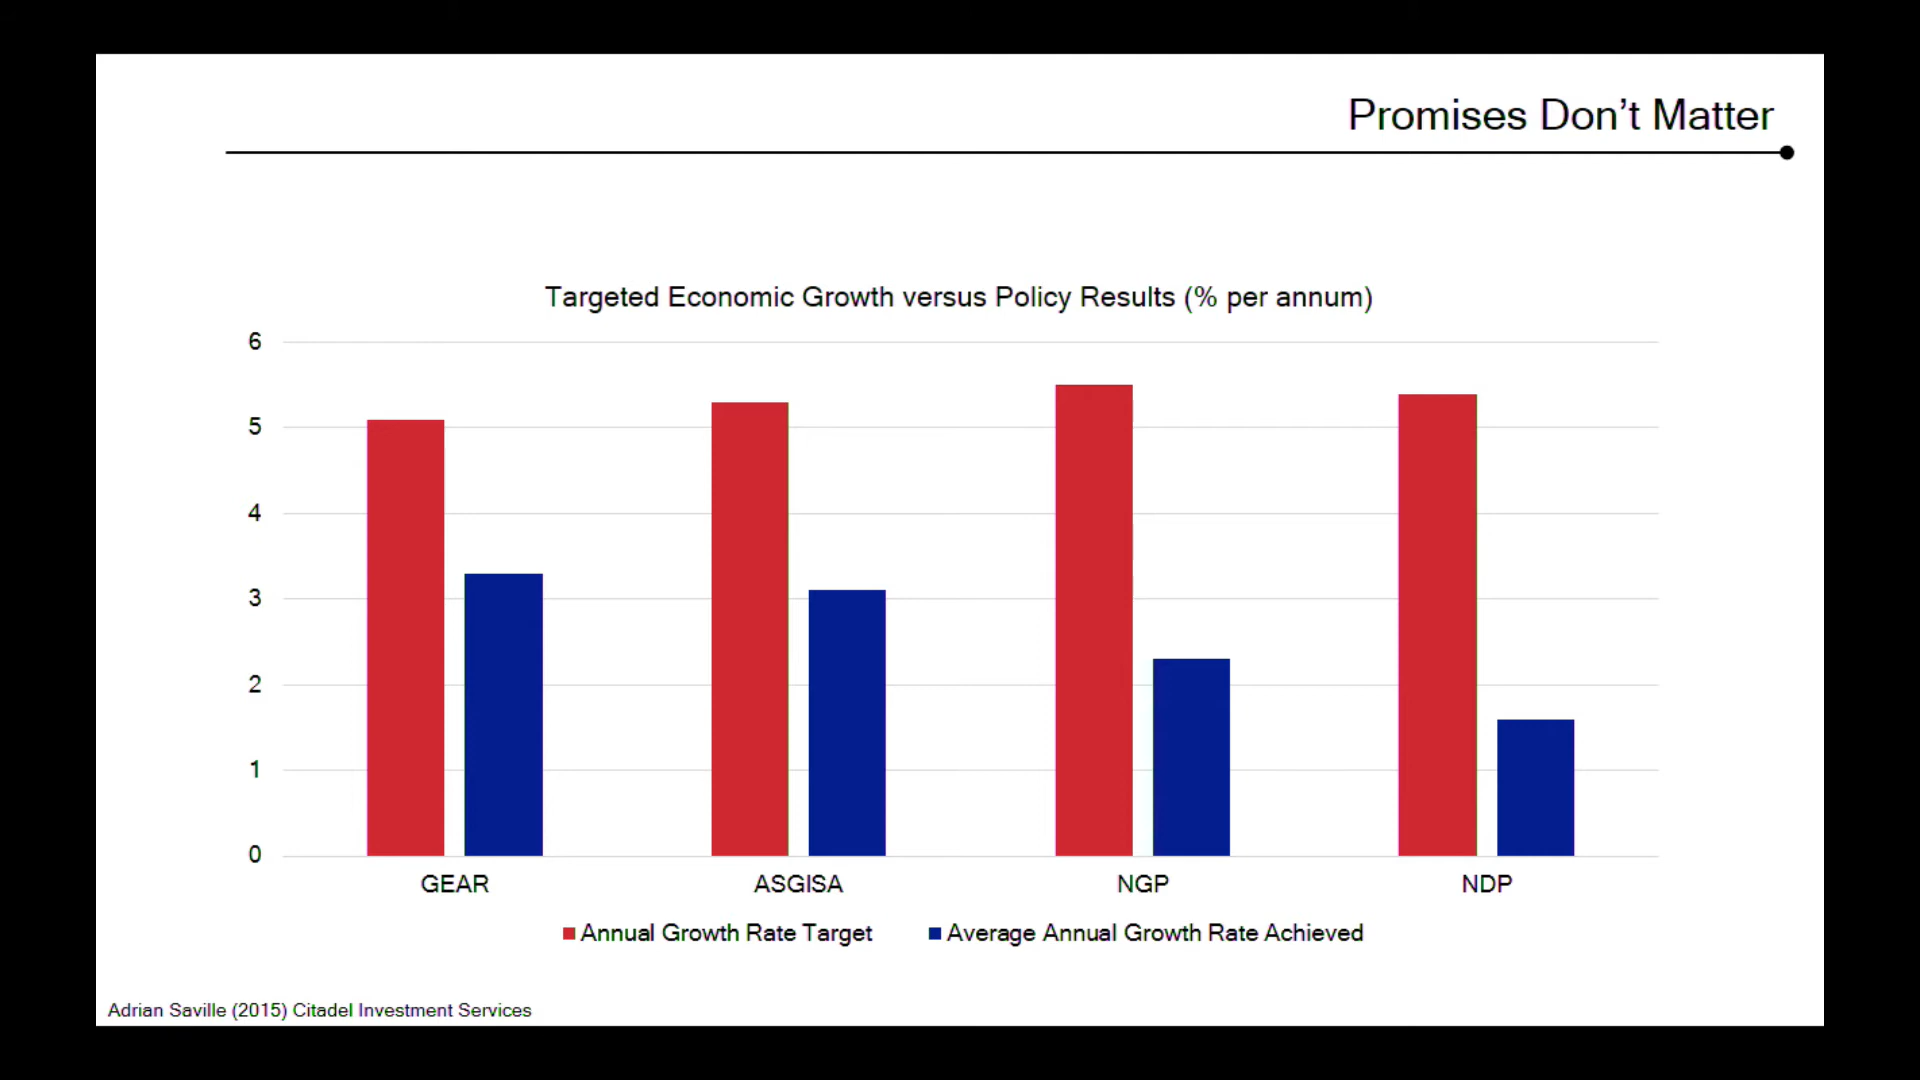 Promises Don’t Matter
Targeted Economic Growth versus Policy Results (% per annum)
6
5
4
3
2
1
0
GEAR ASGISA NGP NDP
Annual Growth Rate Target Average Annual Growth Rate Achieved
Adrian Saville (2015) Citadel Investment Services